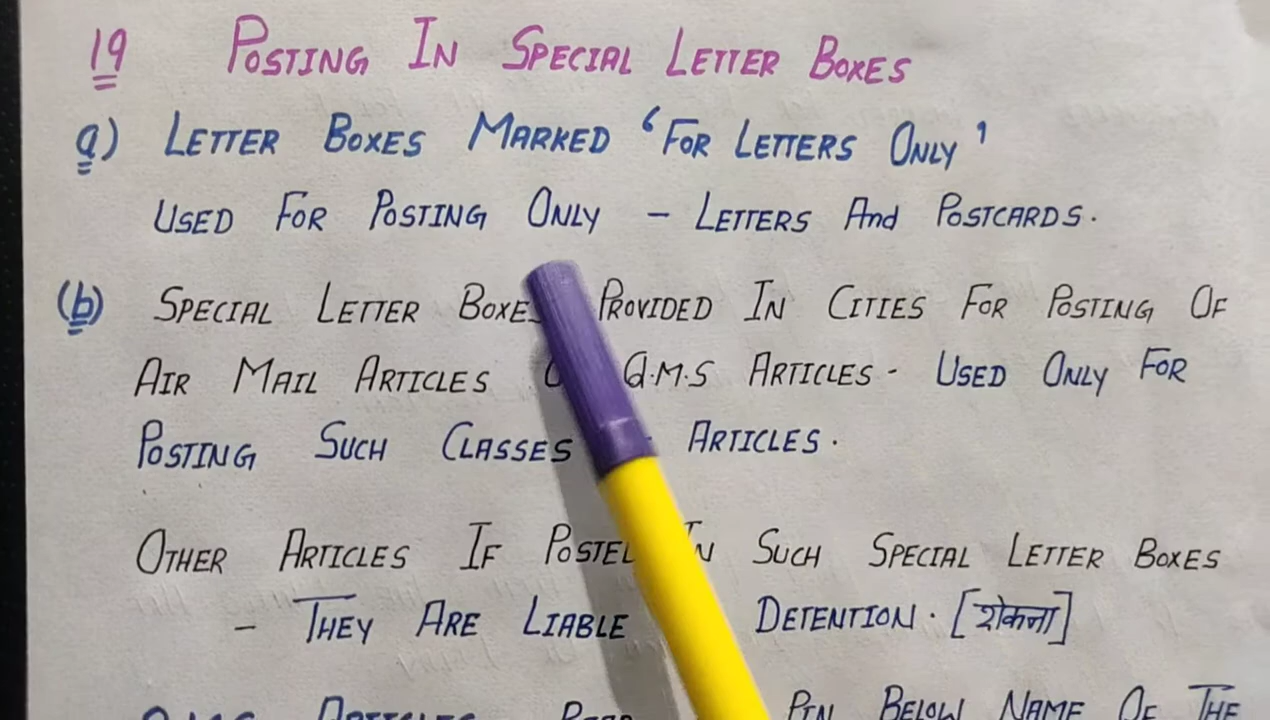 19 POSTING IN SPECIAL LETTER BOXES
a) LETTER BOXES MARKED 'FOR LETTERS ONLY'
USED FOR POSTING ONLY - LETTERS And POSTCARDS.
(b) SPECIAL LETTER BOXES PROVIDED IN CITIES FOR POSTING OF
AIR MAIL ARTICLES Q.M.S ARTICLES - USED ONLY FOR
POSTING SUCH CLASSES ARTICLES.
OTHER ARTICLES IF POSTED IN SUCH SPECIAL LETTER BOXES
- THEY ARE LIABLE DETENTION. [रोकना]
Q.M.S ARTICLES PIN BELOW NAME OF THE